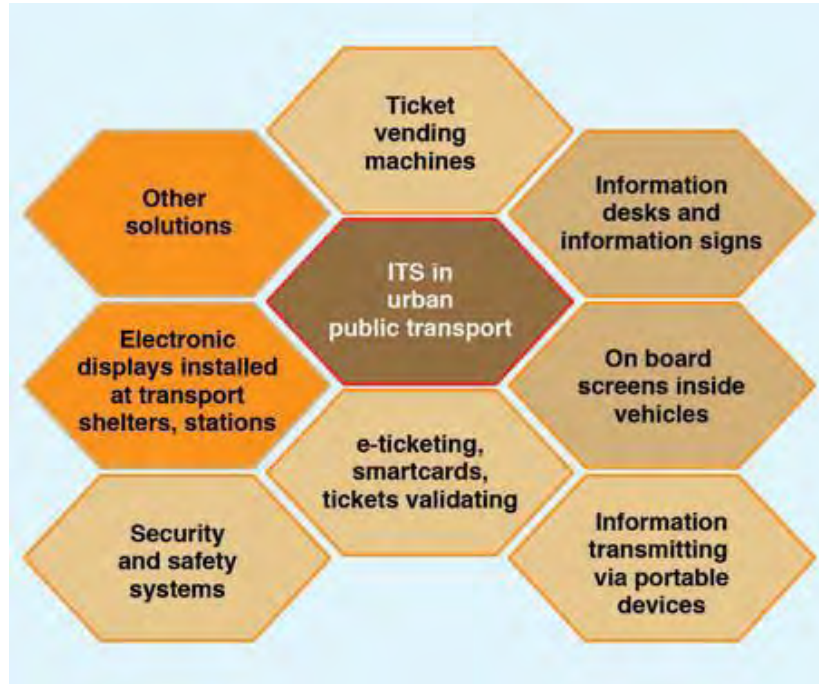 Ticket
vending
machines
Other
solutions
Information
desks and
information signs
ITS in
urban
public transport
Electronic
displays installed
at transport
shelters, stations
On board
screens inside
vehicles
e-ticketing,
smartcards,
tickets validating
Security
and safety
systems
Information
transmitting
via portable
devices